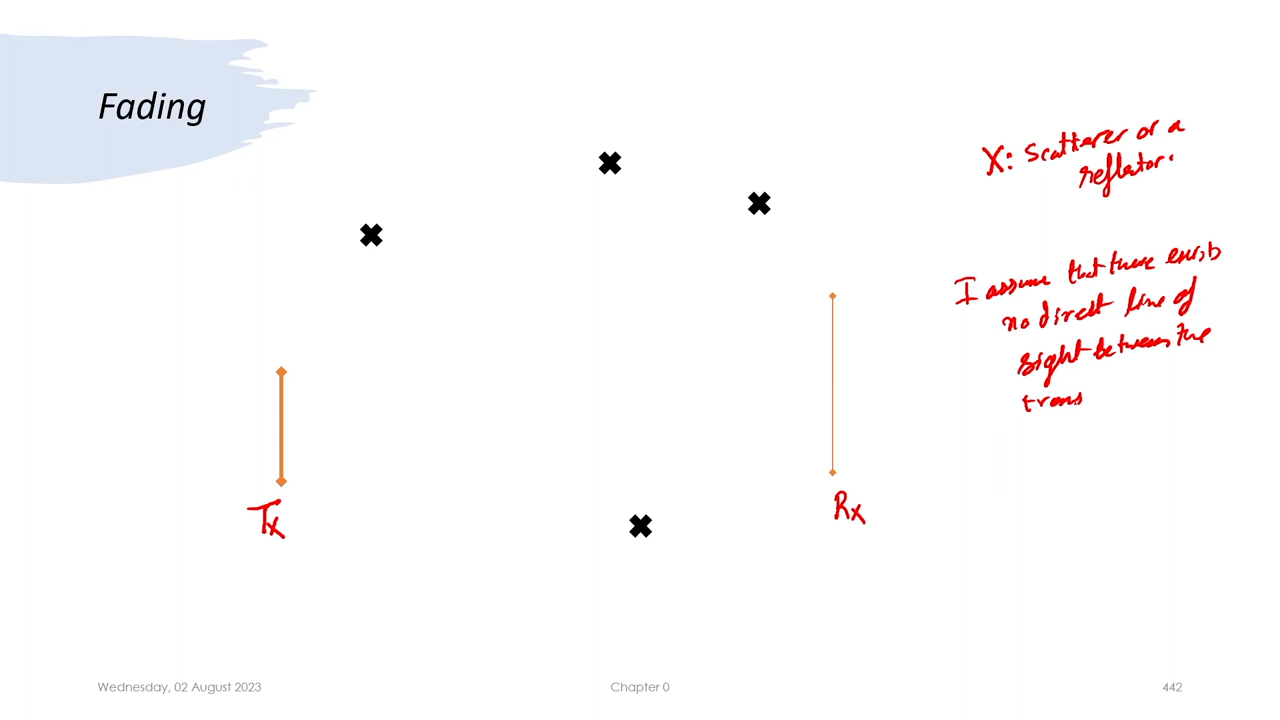 Fading
X: Scatterer or a
reflector.
I assume that there exists
no direct line of
sight between the
trans
Tx
Rx
Wednesday, 02 August 2023
Chapter 0
442